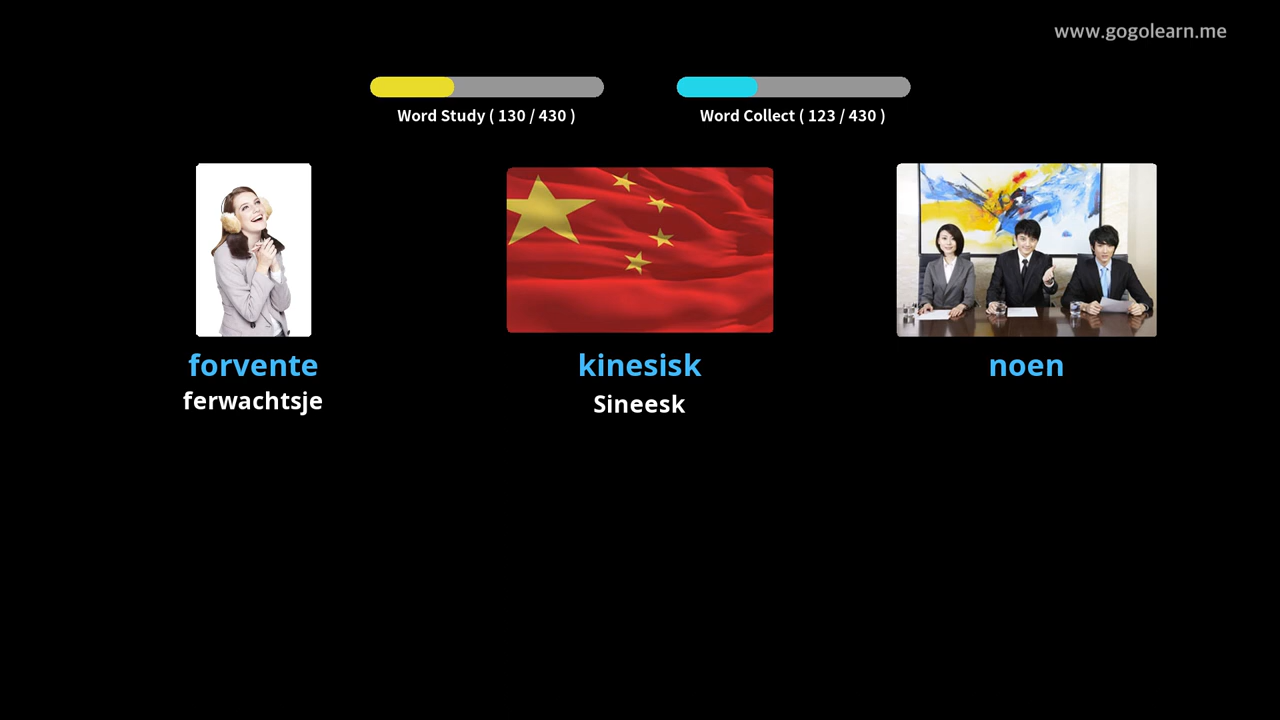 www.gogolearn.me
Word Study ( 130 / 430 )
Word Collect ( 123 / 430 )
forvente
kinesisk
noen
ferwachtsje
Sineesk